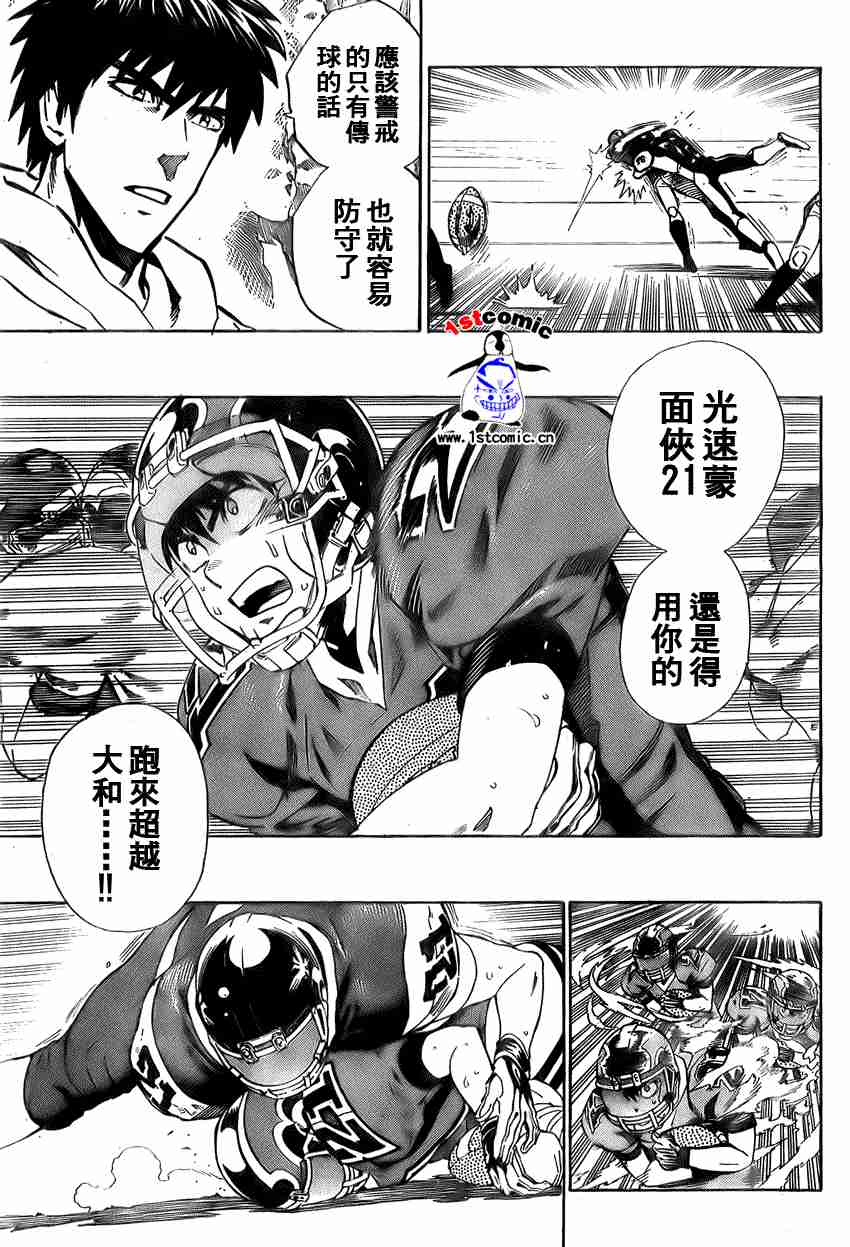 應該警戒
的只有傳
球的話
也就容易
防守了
1stcomic
www.1stcomic.cn
光速蒙
面俠
21
還是得
用你的
跑來超越
大和……!!
21